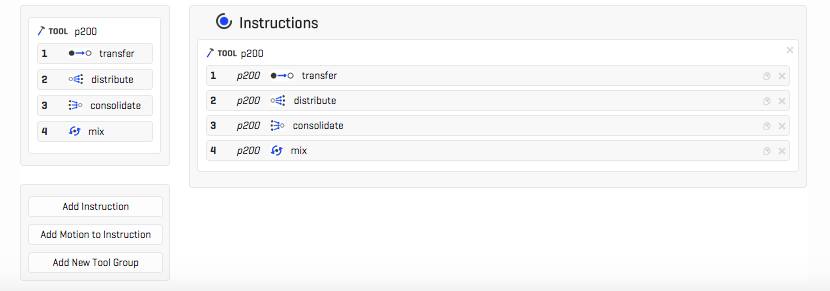 TOOL p200
1 transfer
2 distribute
3 consolidate
4 mix
Add Instruction
Add Motion to Instruction
Add New Tool Group
Instructions
TOOL p200
1 p200 transfer
2 p200 distribute
3 p200 consolidate
4 p200 mix